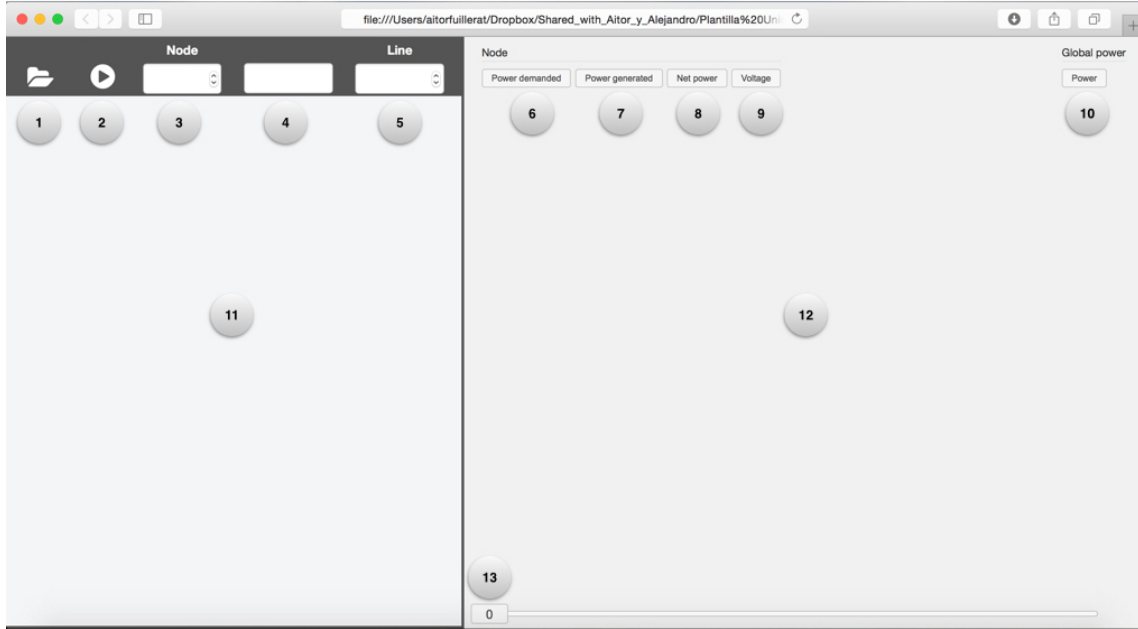 file:///Users/aitorfuillerat/Dropbox/Shared_with_Aitor_y_Alejandro/Plantilla%20Uni
Node Line
Node Global power
Power demanded Power generated Net power Voltage Power
1 2 3 4 5 6 7 8 9 10
11 12
13
0